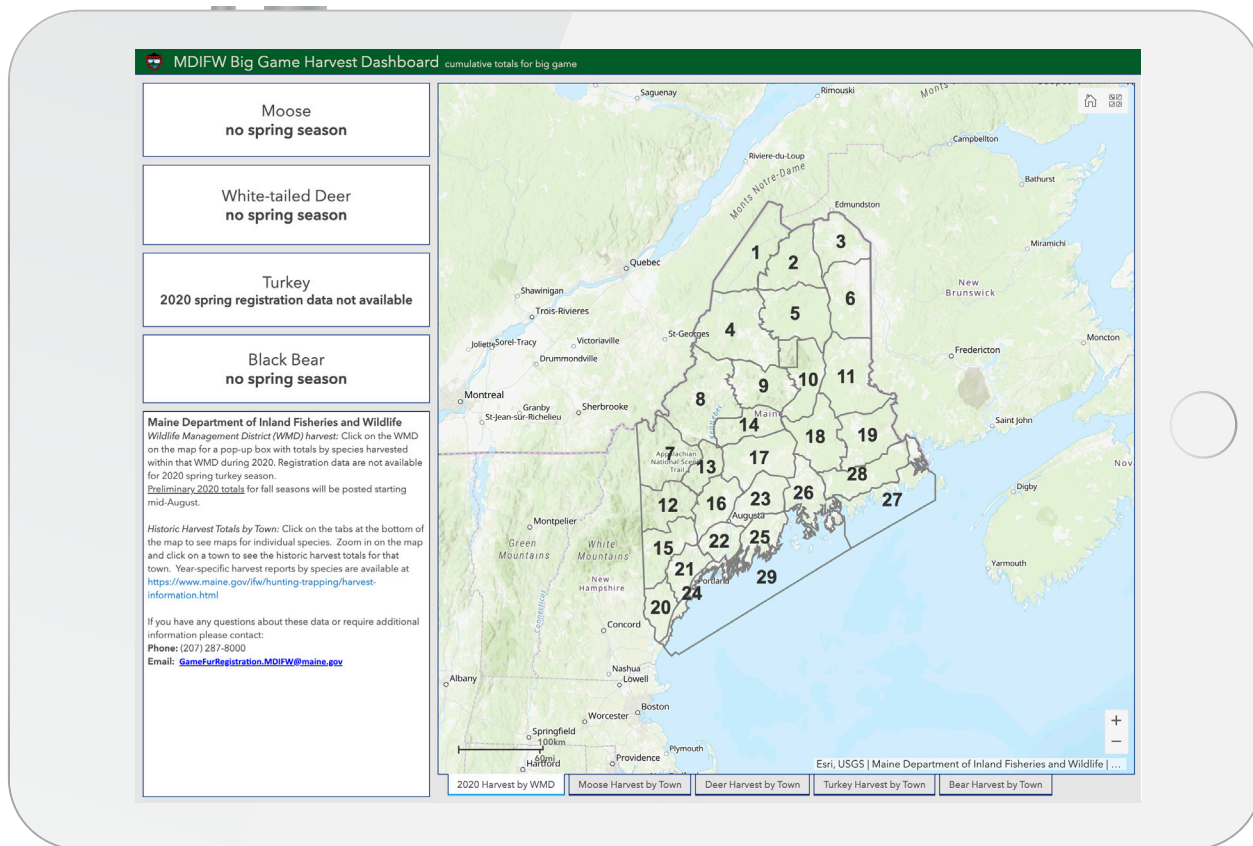 MDIFW Big Game Harvest Dashboard cumulative totals for big game
Moose
no spring season
White-tailed Deer
no spring season
Turkey
2020 spring registration data not available
Black Bear
no spring season
Maine Department of Inland Fisheries and Wildlife
Wildlife Management District (WMD) harvest: Click on the WMD
on the map for a pop-up box with totals by species harvested
within that WMD during 2020. Registration data are not available
for 2020 spring turkey season.
Preliminary 2020 totals for fall seasons will be posted starting
mid-August.
Historic Harvest Totals by Town: Click on the tabs at the bottom of
the map to see maps for individual species. Zoom in on the map
and click on a town to see the historic harvest totals for that
town. Year-specific harvest reports by species are available at
https://www.maine.gov/ifw/hunting-trapping/harvest-
information.html
If you have any questions about these data or require additional
information please contact:
Phone: (207) 287-8000
Email: GameFurRegistration.MDIFW@maine.gov
Saguenay
Rimouski
Monts
Campbellton
Riviere-du-Loup
Monts Notre-Dame
Bathurst
Edmundston
Miramichi
1
2
3
Quebec
New
Brunswick
Shawinigan
6
Trois-Rivieres
5
4
St-Georges
Joliette
Sorel-Tracy
Victoriaville
Moncton
Drummondville
Fredericton
Montreal
Granby
Sherbrooke
St-Jean-sur-Richelieu
8
9
10
11
Kennebec
Maine
14
Saint John
18
19
7
Appalachian
National Scenic
Trail
13
17
Nov
28
Digby
12
16
23
26
27
Augusta
Montpelier
Green
Mountains
White
Mountains
15
22
25
Yarmouth
New
Hampshire
21
Portland
29
24
20
Connecticut
Concord
Nashua
Lowell
Albany
Boston
Worcester
Springfield
100km
60mi
Hartford
Providence
Plymouth
+
−
Esri, USGS | Maine Department of Inland Fisheries and Wildlife | ...
2020 Harvest by WMD
Moose Harvest by Town
Deer Harvest by Town
Turkey Harvest by Town
Bear Harvest by Town